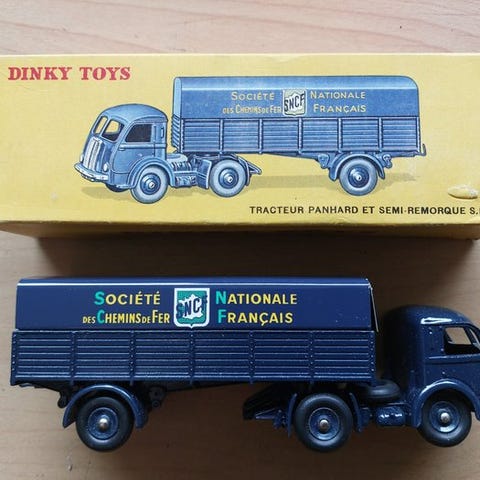 DINKY TOYS
SOCIÉTÉ NATIONALE
DES CHEMINS DE FER FRANÇAIS
SNCF
TRACTEUR PANHARD ET SEMI-REMORQUE S.
SOCIÉTÉ NATIONALE
DES CHEMINS DE FER FRANÇAIS
SNCF